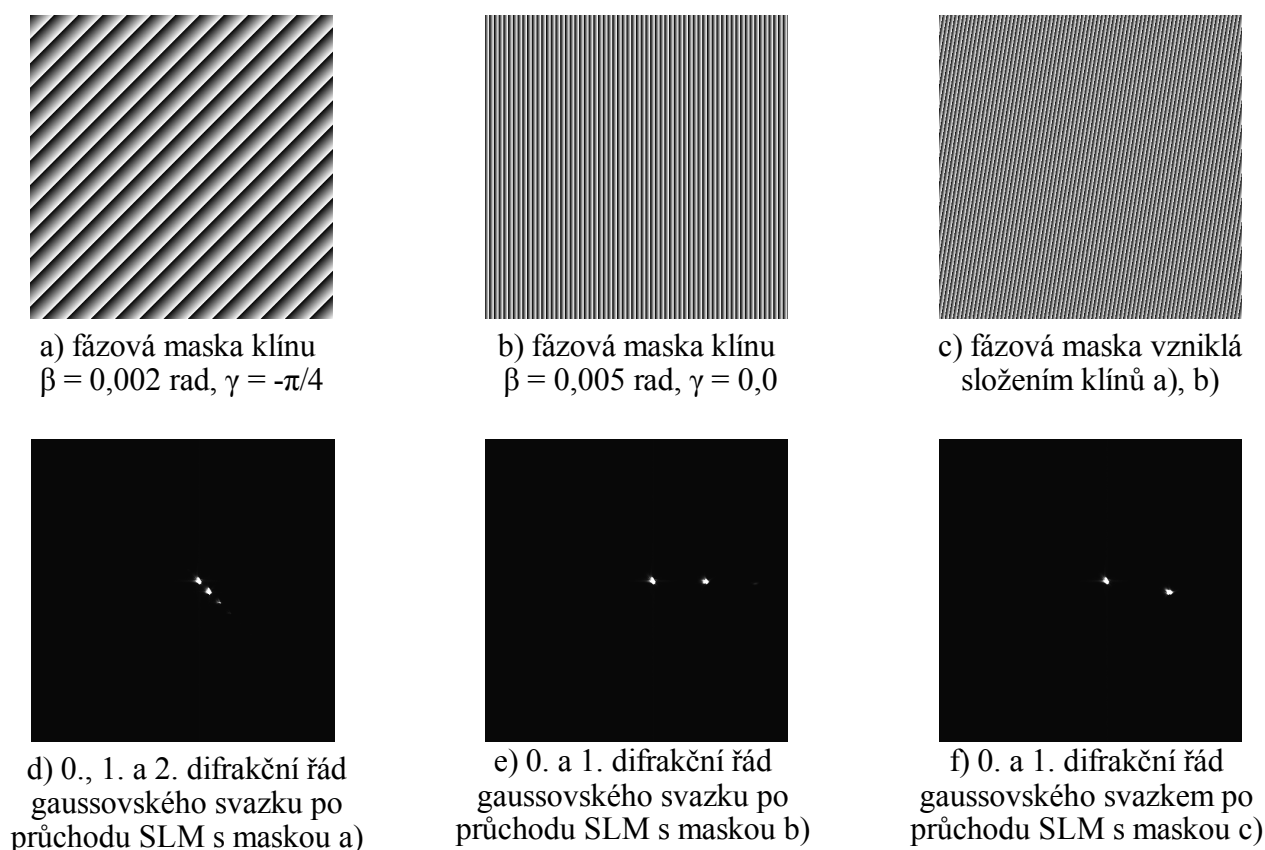 a) fázová maska klínu
β = 0,002 rad, γ = -π/4
b) fázová maska klínu
β = 0,005 rad, γ = 0,0
c) fázová maska vzniklá
složením klínů a), b)
d) 0., 1. a 2. difrakční řád
gaussovského svazku po
průchodu SLM s maskou a)
e) 0. a 1. difrakční řád
gaussovského svazku po
průchodu SLM s maskou b)
f) 0. a 1. difrakční řád
gaussovského svazkem po
průchodu SLM s maskou c)